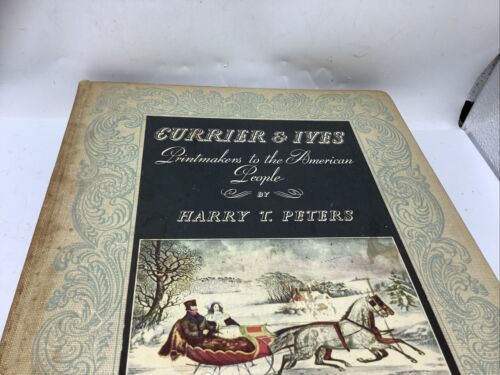 CURRIER & IVES
Printmakers to the American
People
BY
HARRY T. PETERS